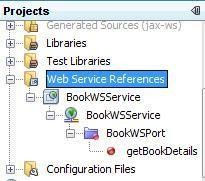 Projects
Generated Sources (jax-ws)
Libraries
Test Libraries
Web Service References
BookWSService
BookWSService
BookWSPort
getBookDetails
Configuration Files